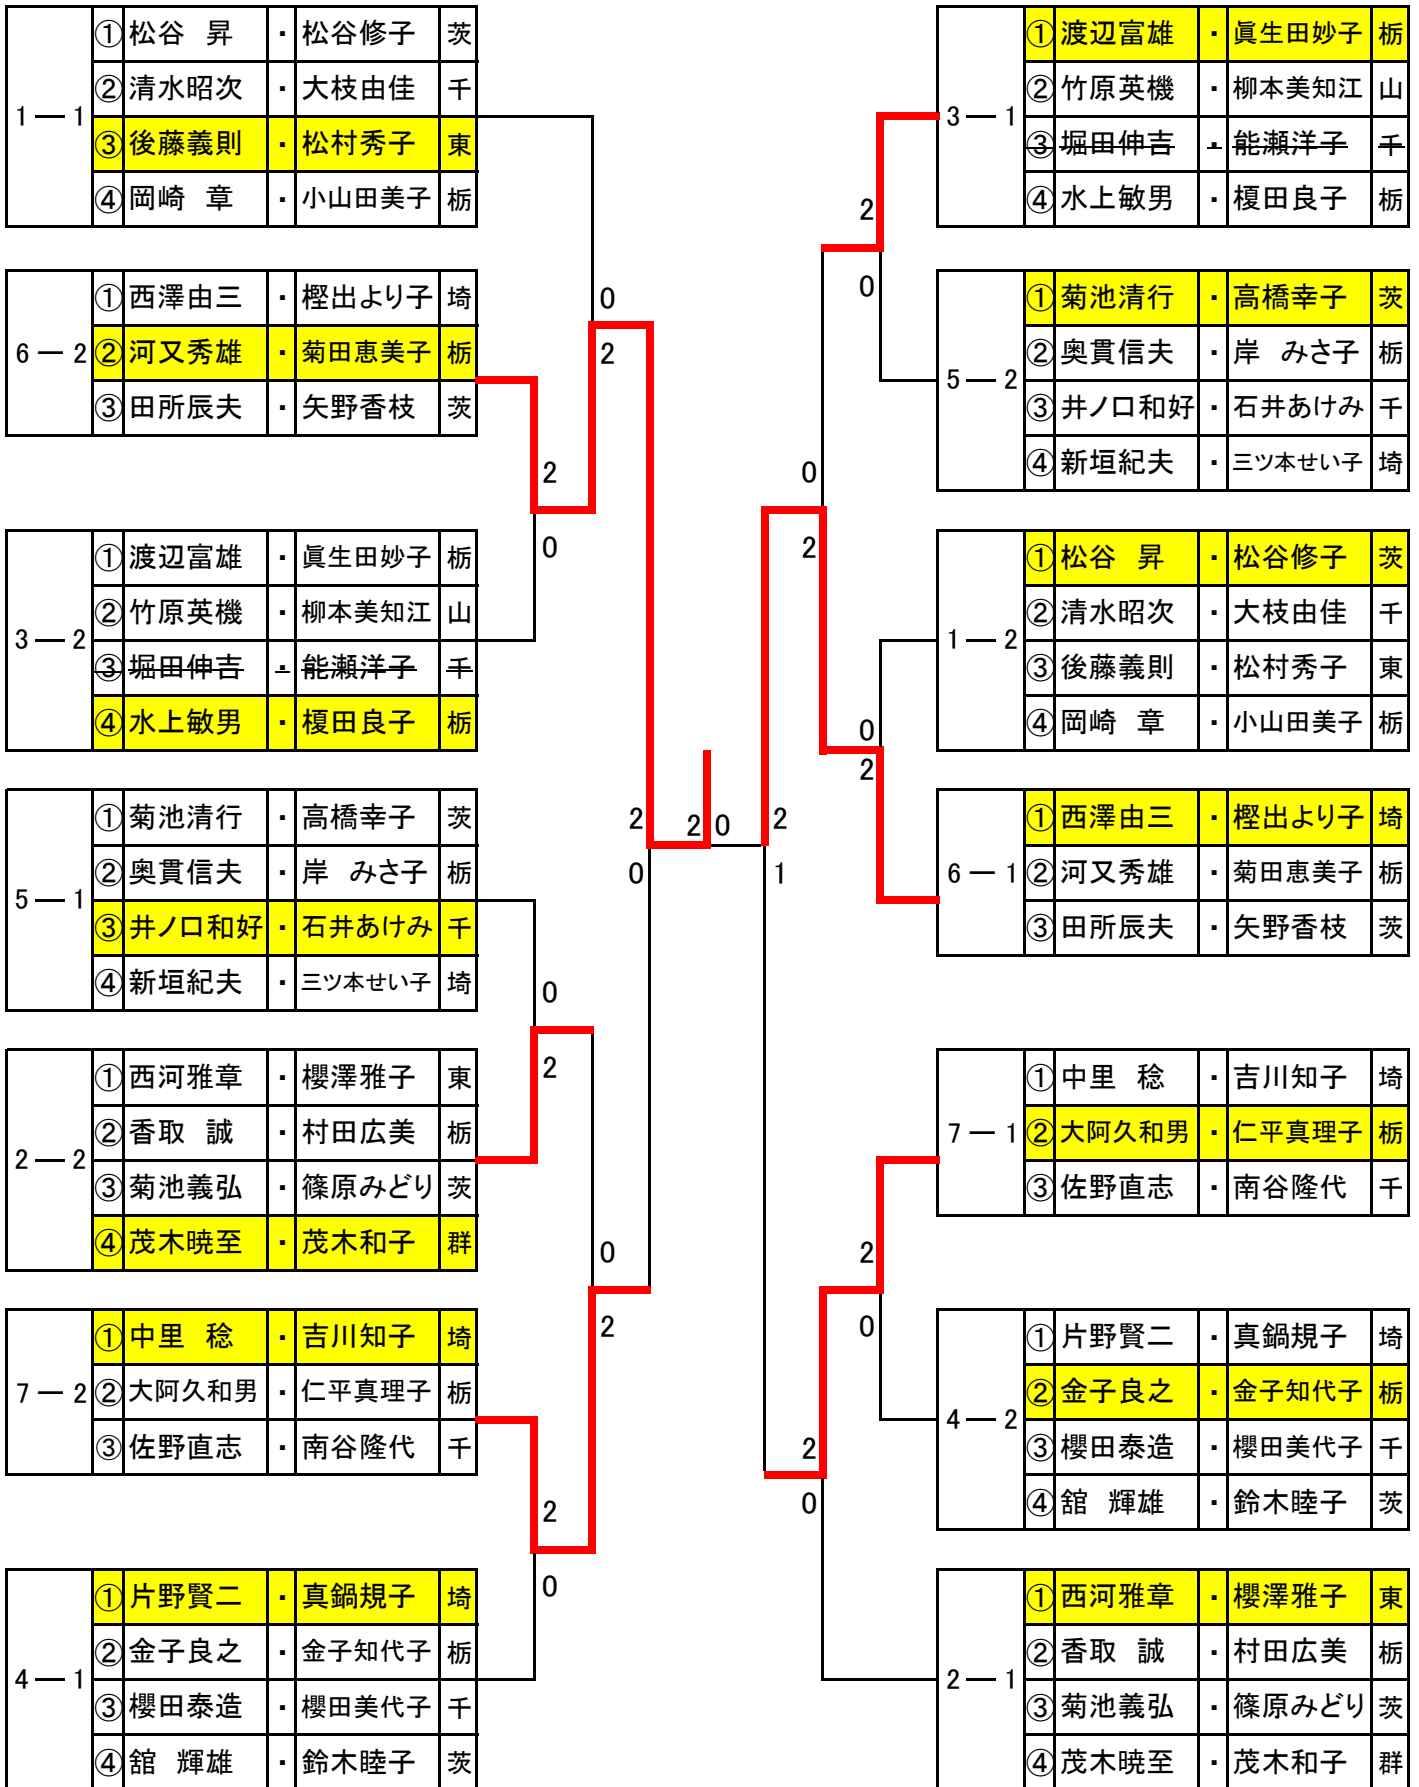 1 — 1
① 松谷 昇 ・ 松谷修子 茨
② 清水昭次 ・ 大枝由佳 千
③ 後藤義則 ・ 松村秀子 東
④ 岡崎 章 ・ 小山田美子 栃
6 — 2
① 西澤由三 ・ 樫出より子 埼
② 河又秀雄 ・ 菊田恵美子 栃
③ 田所辰夫 ・ 矢野香枝 茨
3 — 2
① 渡辺富雄 ・ 眞生田妙子 栃
② 竹原英機 ・ 柳本美知江 山
③ 堀田伸吉 ・ 能瀬洋子 千
④ 水上敏男 ・ 榎田良子 栃
5 — 1
① 菊池清行 ・ 高橋幸子 茨
② 奥貫信夫 ・ 岸 みさ子 栃
③ 井ノ口和好 ・ 石井あけみ 千
④ 新垣紀夫 ・ 三ツ本せい子 埼
2 — 2
① 西河雅章 ・ 櫻澤雅子 東
② 香取 誠 ・ 村田広美 栃
③ 菊池義弘 ・ 篠原みどり 茨
④ 茂木暁至 ・ 茂木和子 群
7 — 2
① 中里 稔 ・ 吉川知子 埼
② 大阿久和男 ・ 仁平真理子 栃
③ 佐野直志 ・ 南谷隆代 千
4 — 1
① 片野賢二 ・ 真鍋規子 埼
② 金子良之 ・ 金子知代子 栃
③ 櫻田泰造 ・ 櫻田美代子 千
④ 舘 輝雄 ・ 鈴木睦子 茨
0
2
2
0
0
2
0
2
2
0
2
0
2 0
2
1
2
0
0
2
0
2
2
0
2
0
3 — 1
① 渡辺富雄 ・ 眞生田妙子 栃
② 竹原英機 ・ 柳本美知江 山
③ 堀田伸吉 ・ 能瀬洋子 千
④ 水上敏男 ・ 榎田良子 栃
5 — 2
① 菊池清行 ・ 高橋幸子 茨
② 奥貫信夫 ・ 岸 みさ子 栃
③ 井ノ口和好 ・ 石井あけみ 千
④ 新垣紀夫 ・ 三ツ本せい子 埼
1 — 2
① 松谷 昇 ・ 松谷修子 茨
② 清水昭次 ・ 大枝由佳 千
③ 後藤義則 ・ 松村秀子 東
④ 岡崎 章 ・ 小山田美子 栃
6 — 1
① 西澤由三 ・ 樫出より子 埼
② 河又秀雄 ・ 菊田恵美子 栃
③ 田所辰夫 ・ 矢野香枝 茨
7 — 1
① 中里 稔 ・ 吉川知子 埼
② 大阿久和男 ・ 仁平真理子 栃
③ 佐野直志 ・ 南谷隆代 千
4 — 2
① 片野賢二 ・ 真鍋規子 埼
② 金子良之 ・ 金子知代子 栃
③ 櫻田泰造 ・ 櫻田美代子 千
④ 舘 輝雄 ・ 鈴木睦子 茨
2 — 1
① 西河雅章 ・ 櫻澤雅子 東
② 香取 誠 ・ 村田広美 栃
③ 菊池義弘 ・ 篠原みどり 茨
④ 茂木暁至 ・ 茂木和子 群